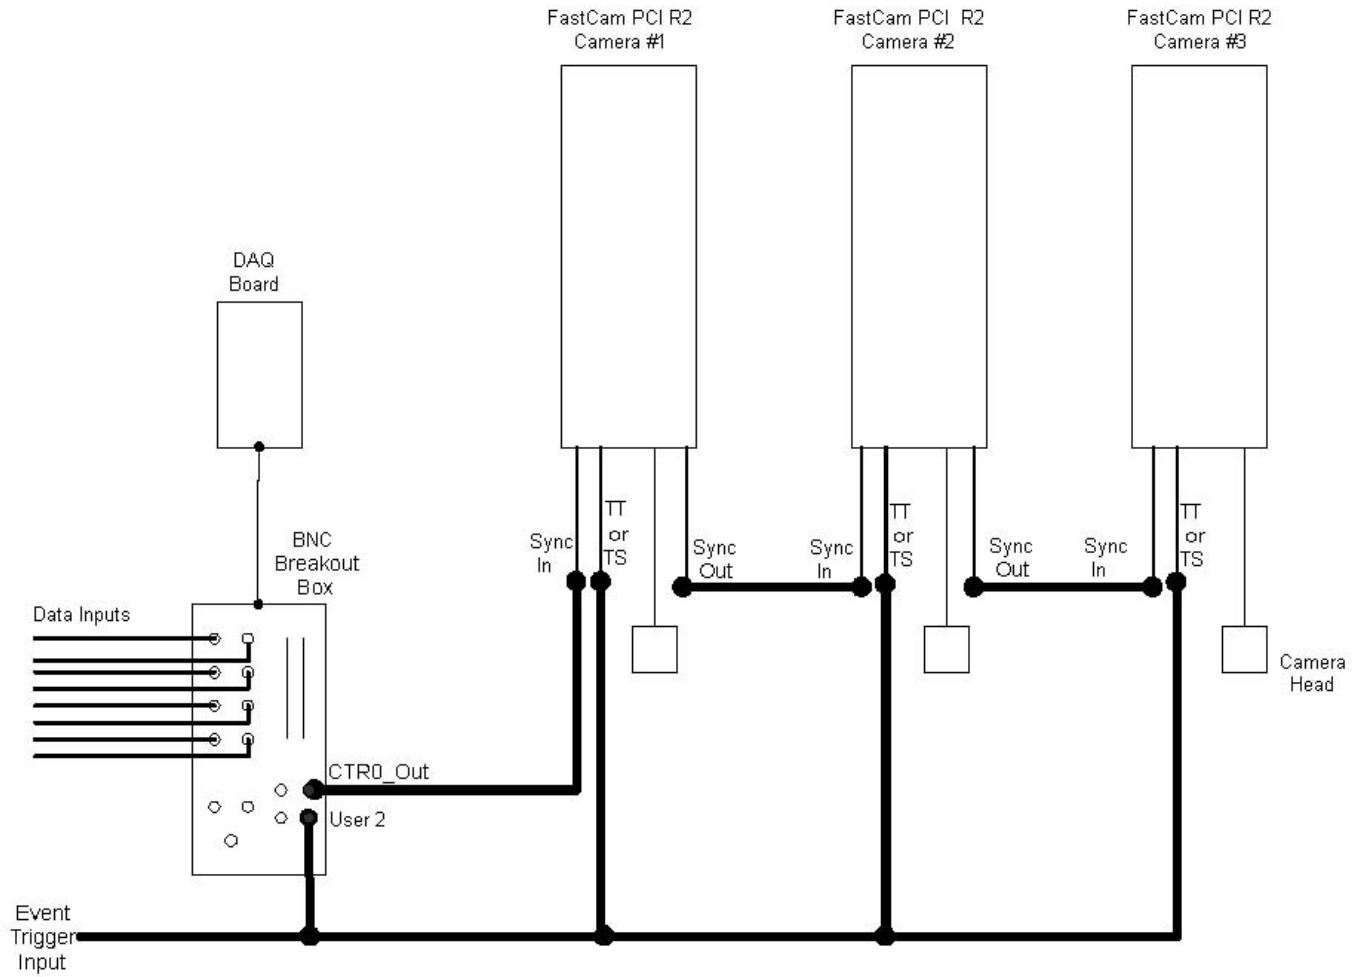 FastCam PCI R2
Camera #1
FastCam PCI R2
Camera #2
FastCam PCI R2
Camera #3
DAQ
Board
BNC
Breakout
Box
Data Inputs
CTR0_Out
User 2
Event
Trigger
Input
Sync
In
TT
or
TS
Sync
Out
Sync
In
TT
or
TS
Sync
Out
Sync
In
TT
or
TS
Camera
Head